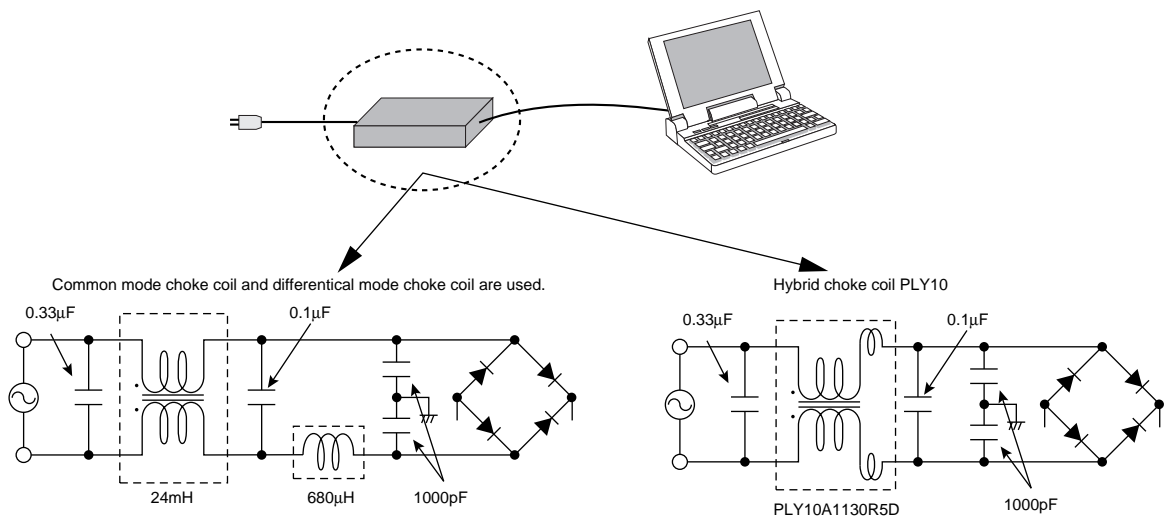 Common mode choke coil and differentical mode choke coil are used.
0.33µF
0.1µF
24mH
680µH
1000pF
Hybrid choke coil PLY10
0.33µF
0.1µF
PLY10A1130R5D
1000pF